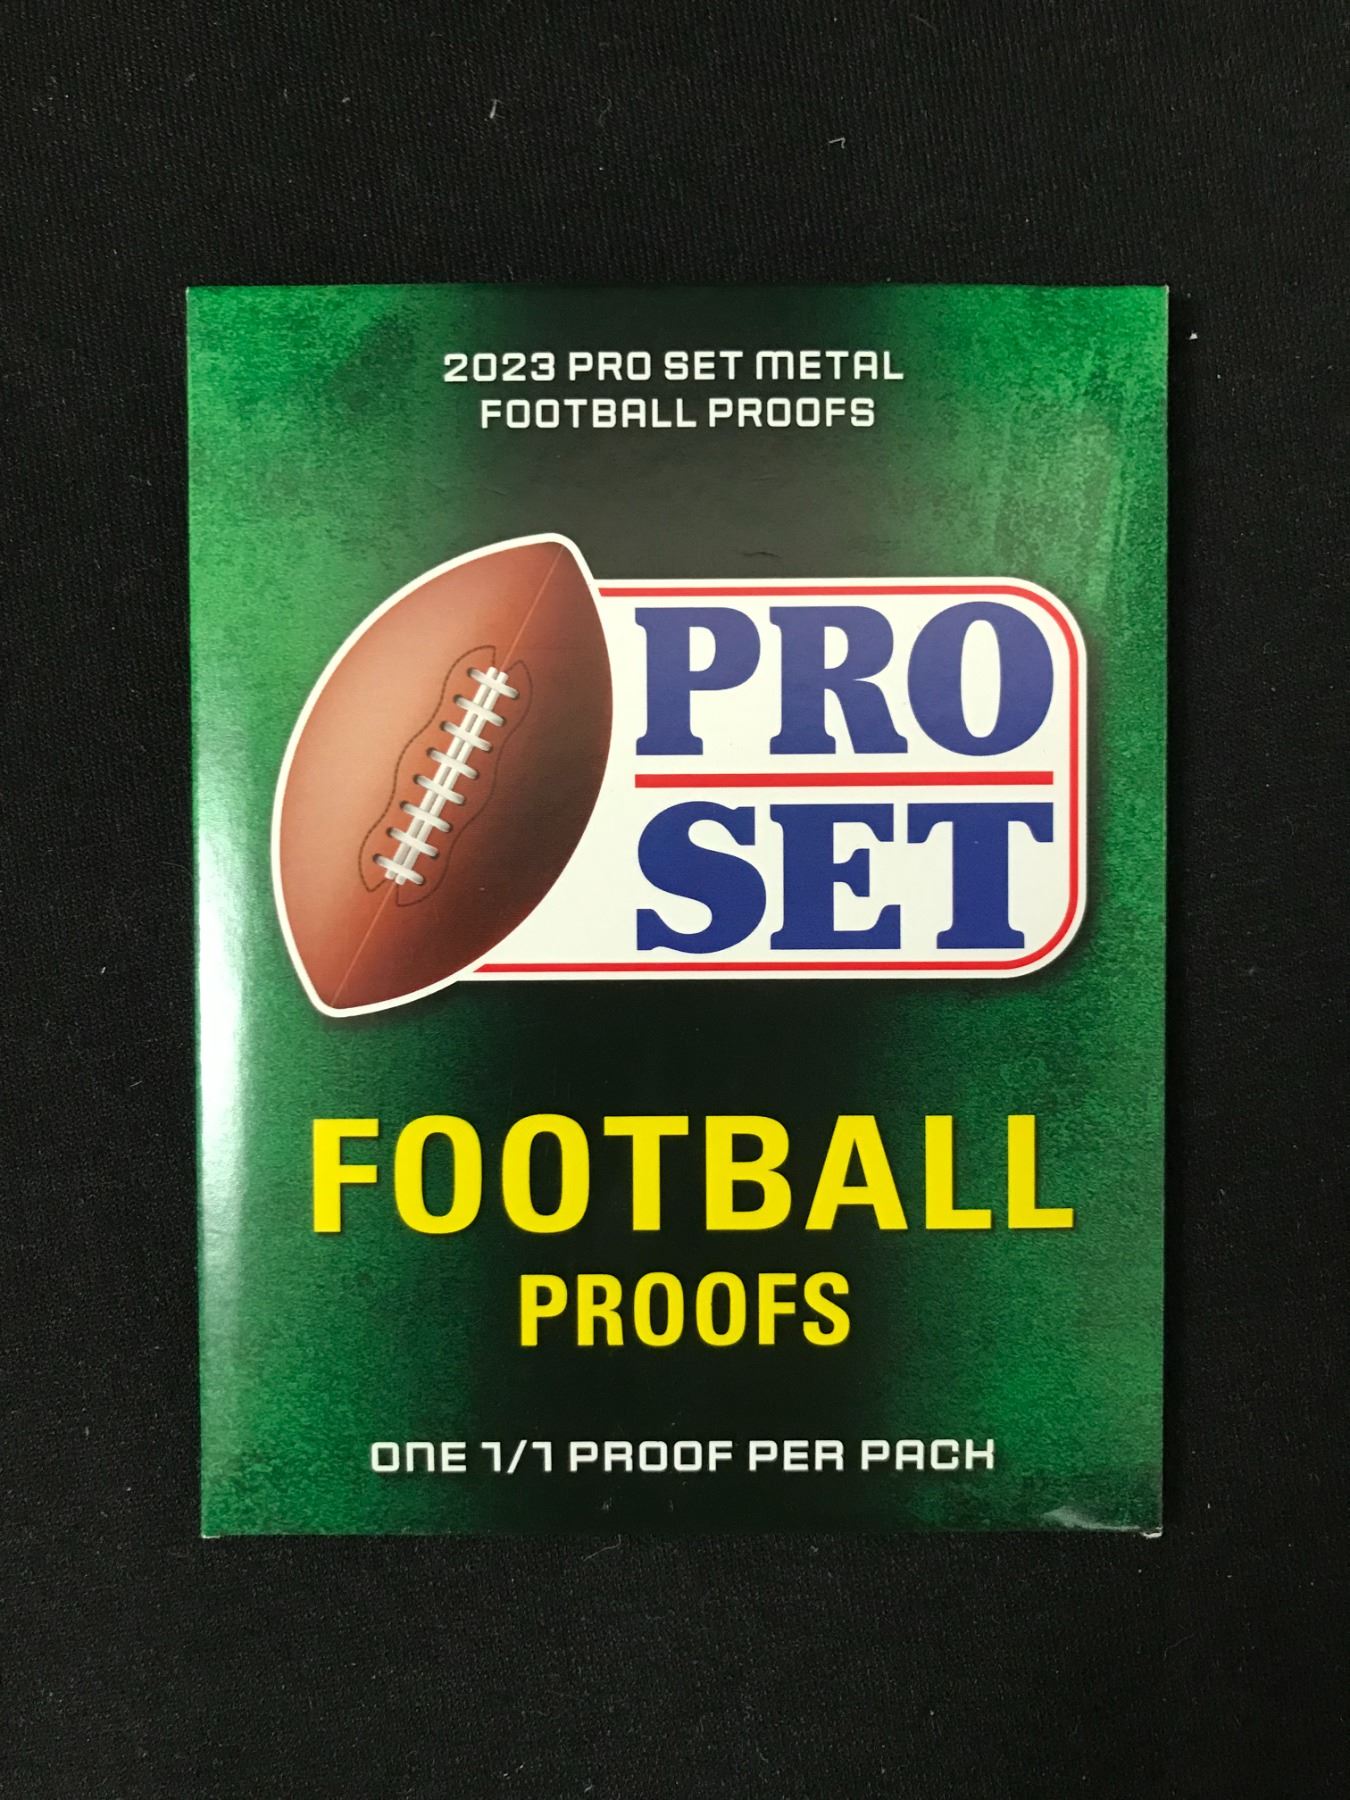 2023 PRO SET METAL
FOOTBALL PROOFS
PRO
SET
FOOTBALL
PROOFS
ONE 1/1 PROOF PER PACK